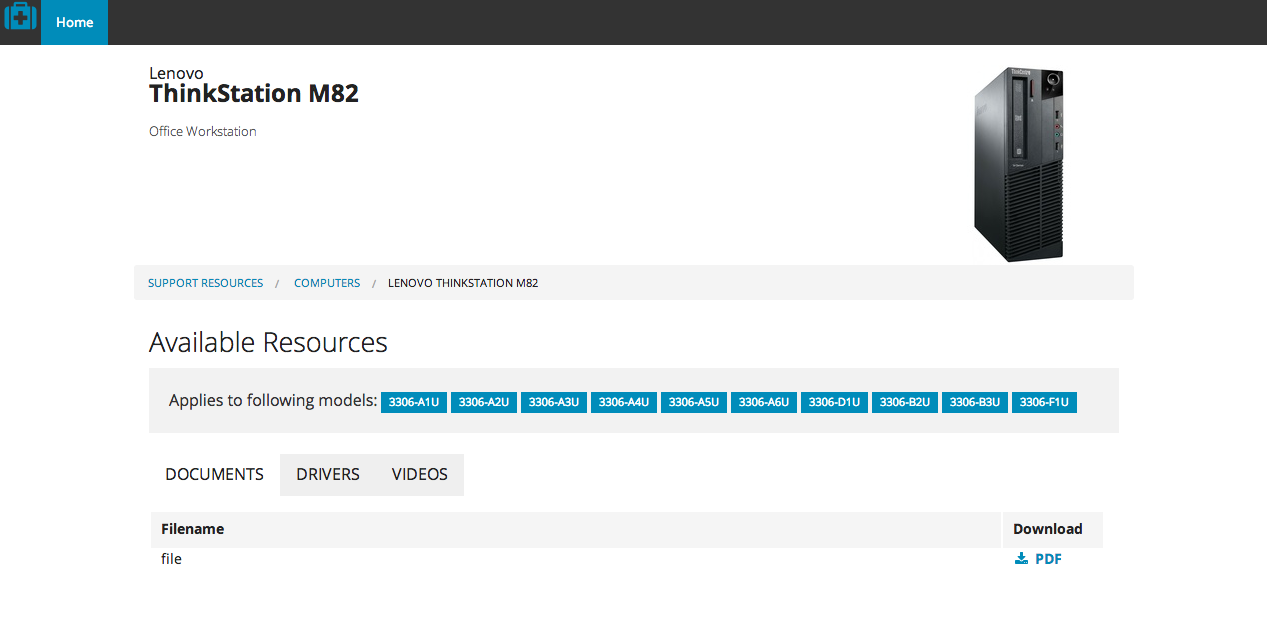 Home
Lenovo
ThinkStation M82
Office Workstation
SUPPORT RESOURCES / COMPUTERS / LENOVO THINKSTATION M82
Available Resources
Applies to following models: 3306-A1U 3306-A2U 3306-A3U 3306-A4U 3306-A5U 3306-A6U 3306-D1U 3306-B2U 3306-B3U 3306-F1U
DOCUMENTS DRIVERS VIDEOS
Filename Download
file PDF